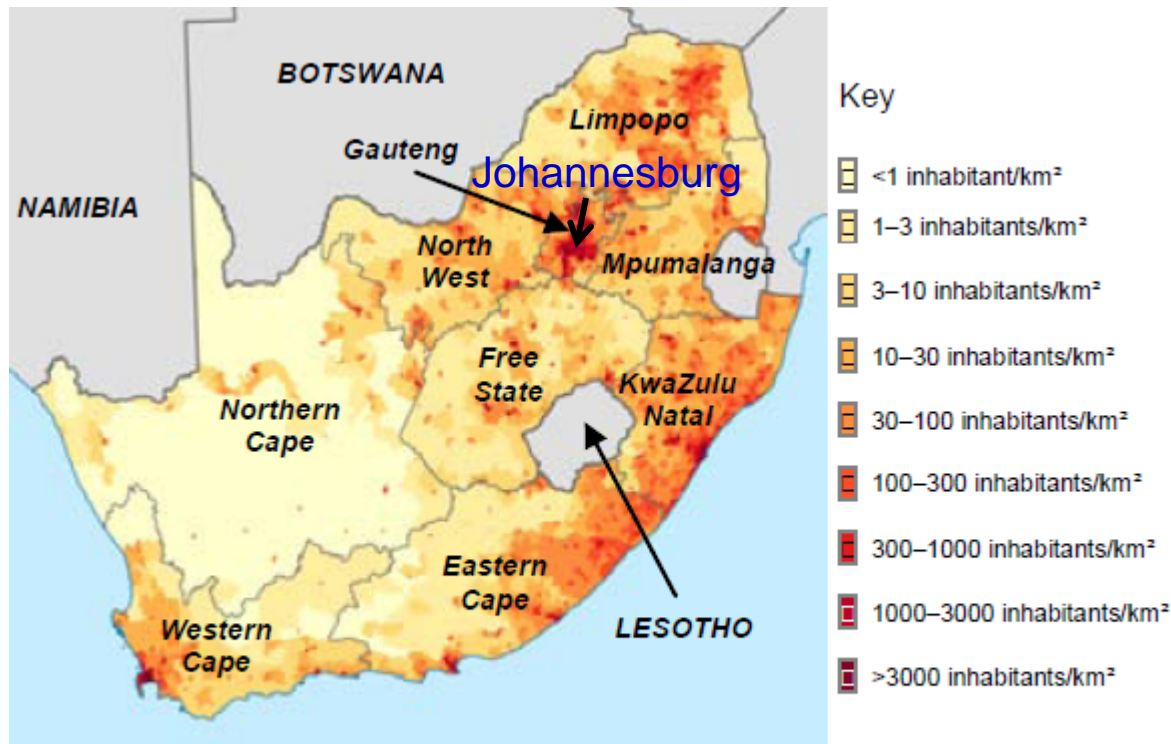 BOTSWANA
Limpopo
Gauteng
Johannesburg
NAMIBIA
North
West
Mpumalanga
Free
State
KwaZulu
Natal
Northern
Cape
Eastern
Cape
LESOTHO
Western
Cape
Key
<1 inhabitant/km²
1–3 inhabitants/km²
3–10 inhabitants/km²
10–30 inhabitants/km²
30–100 inhabitants/km²
100–300 inhabitants/km²
300–1000 inhabitants/km²
1000–3000 inhabitants/km²
>3000 inhabitants/km²